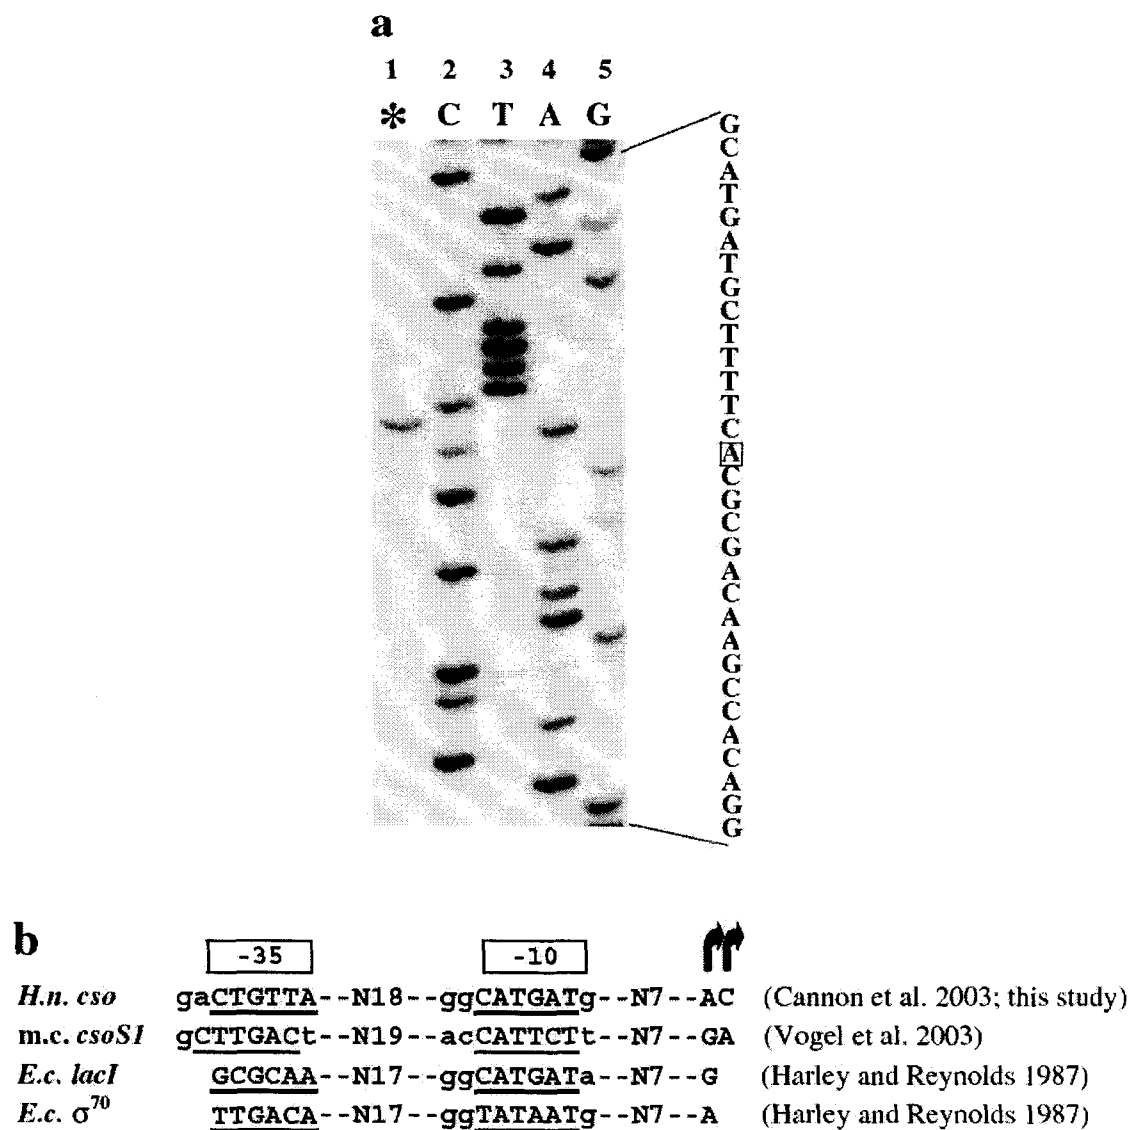 a
1 2 3 4 5
* C T A G
G
C
A
T
G
A
T
G
C
T
T
T
T
C
A
C
G
C
G
A
C
A
A
G
C
C
A
C
A
G
G
b
-35 -10
H.n. cso gaCTGTTA--N18--ggCATGATg--N7--AC (Cannon et al. 2003; this study)
m.c. csoS1 gCTTGACt--N19--acCATTCTt--N7--GA (Vogel et al. 2003)
E.c. lacI GCGCAA--N17--ggCATGATa--N7--G (Harley and Reynolds 1987)
E.c. σ70 TTGACA--N17--ggTATAATg--N7--A (Harley and Reynolds 1987)